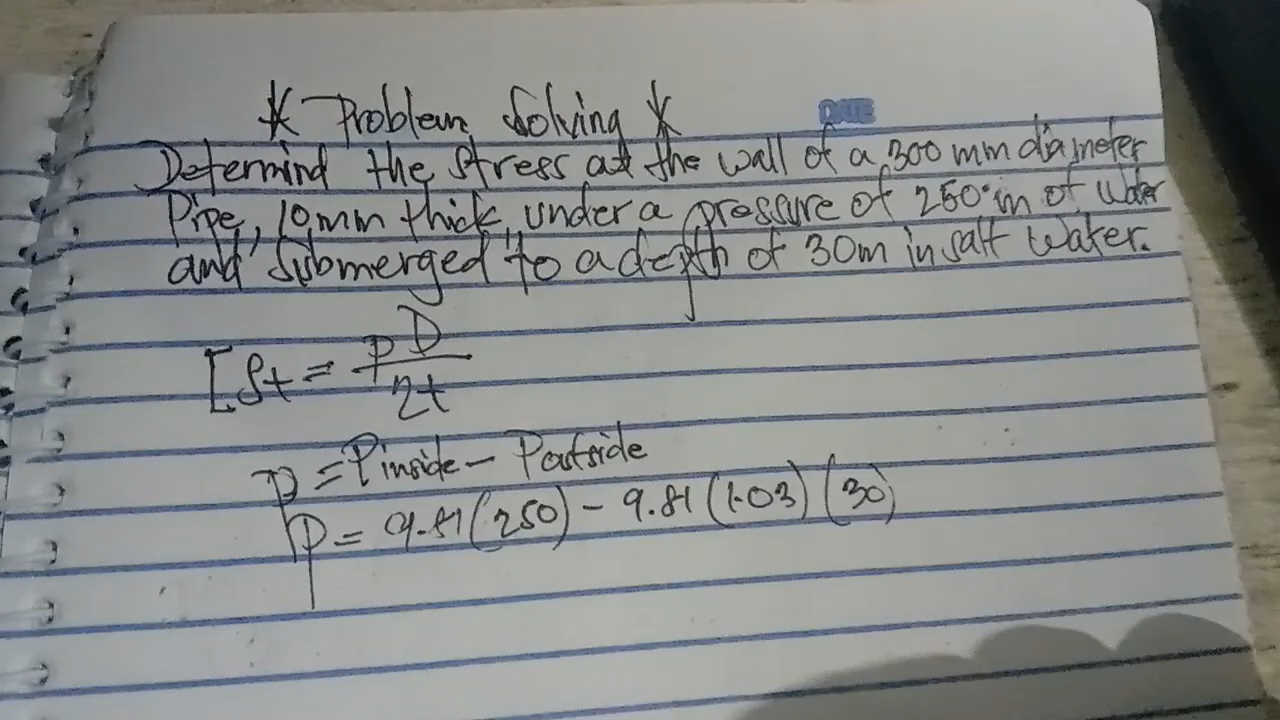 * Problem Solving *
DATE
Determind the stress at the wall of a 300 mm diameter
Pipe, 10mm thick, under a pressure of 250 m of water
and submerged to a depth of 30m in salt water.
[St = PD/2t
P = Pinside - Poutside
P = 9.81(250) - 9.81(1.03)(30)